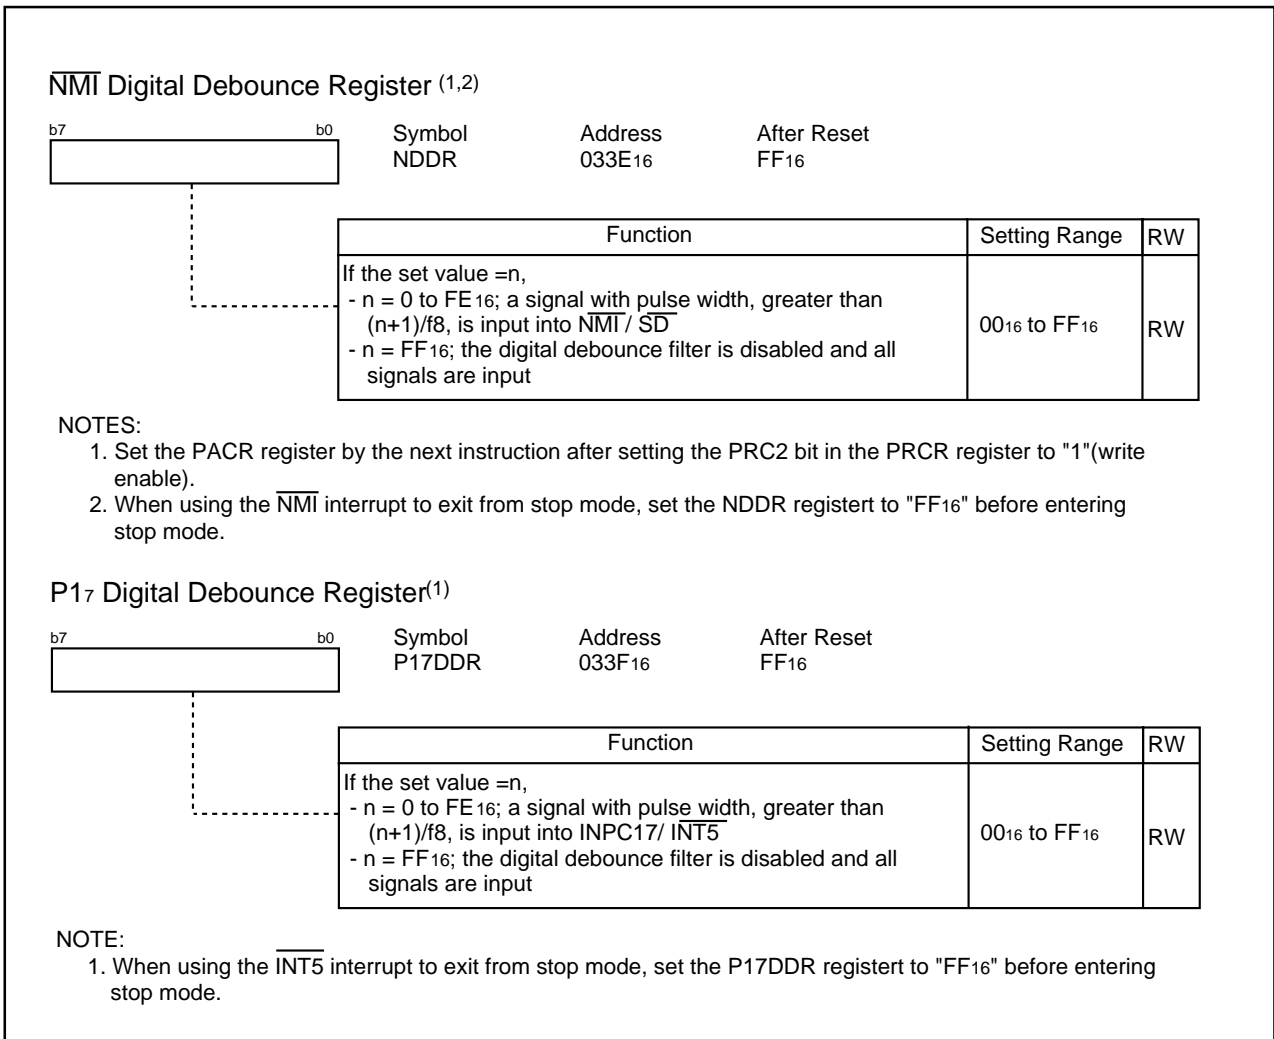 NMI Digital Debounce Register (1,2)
b7 b0 Symbol Address After Reset
NDDR 033E16 FF16
Function Setting Range RW
If the set value =n,
- n = 0 to FE16; a signal with pulse width, greater than
(n+1)/f8, is input into NMI / SD
- n = FF16; the digital debounce filter is disabled and all
signals are input
0016 to FF16 RW
NOTES:
1. Set the PACR register by the next instruction after setting the PRC2 bit in the PRCR register to "1"(write
enable).
2. When using the NMI interrupt to exit from stop mode, set the NDDR registert to "FF16" before entering
stop mode.
P17 Digital Debounce Register(1)
b7 b0 Symbol Address After Reset
P17DDR 033F16 FF16
Function Setting Range RW
If the set value =n,
- n = 0 to FE16; a signal with pulse width, greater than
(n+1)/f8, is input into INPC17/ INT5
- n = FF16; the digital debounce filter is disabled and all
signals are input
0016 to FF16 RW
NOTE:
1. When using the INT5 interrupt to exit from stop mode, set the P17DDR registert to "FF16" before entering
stop mode.